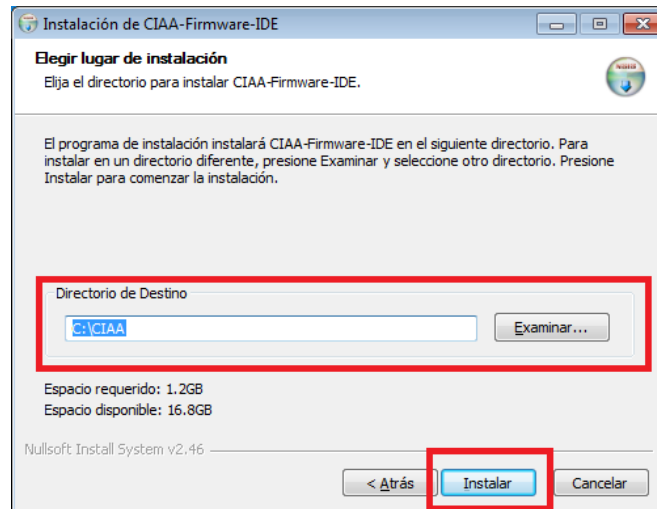 Instalación de CIAA-Firmware-IDE
Elegir lugar de instalación
Elija el directorio para instalar CIAA-Firmware-IDE.
El programa de instalación instalará CIAA-Firmware-IDE en el siguiente directorio. Para
instalar en un directorio diferente, presione Examinar y seleccione otro directorio. Presione
Instalar para comenzar la instalación.
Directorio de Destino
C:\CIAA
Examinar...
Espacio requerido: 1.2GB
Espacio disponible: 16.8GB
Nullsoft Install System v2.46
< Atrás
Instalar
Cancelar